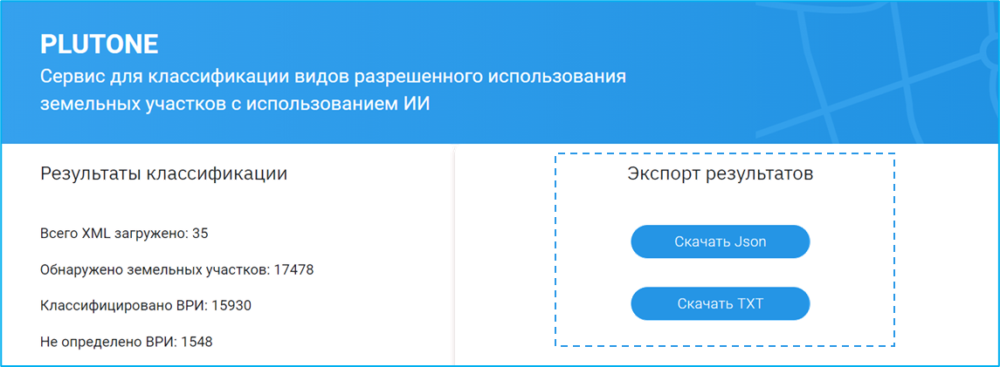 PLUTONE
Сервис для классификации видов разрешенного использования
земельных участков с использованием ИИ
Результаты классификации
Всего XML загружено: 35
Обнаружено земельных участков: 17478
Классифицировано ВРИ: 15930
Не определено ВРИ: 1548
Экспорт результатов
Скачать Json
Скачать TXT